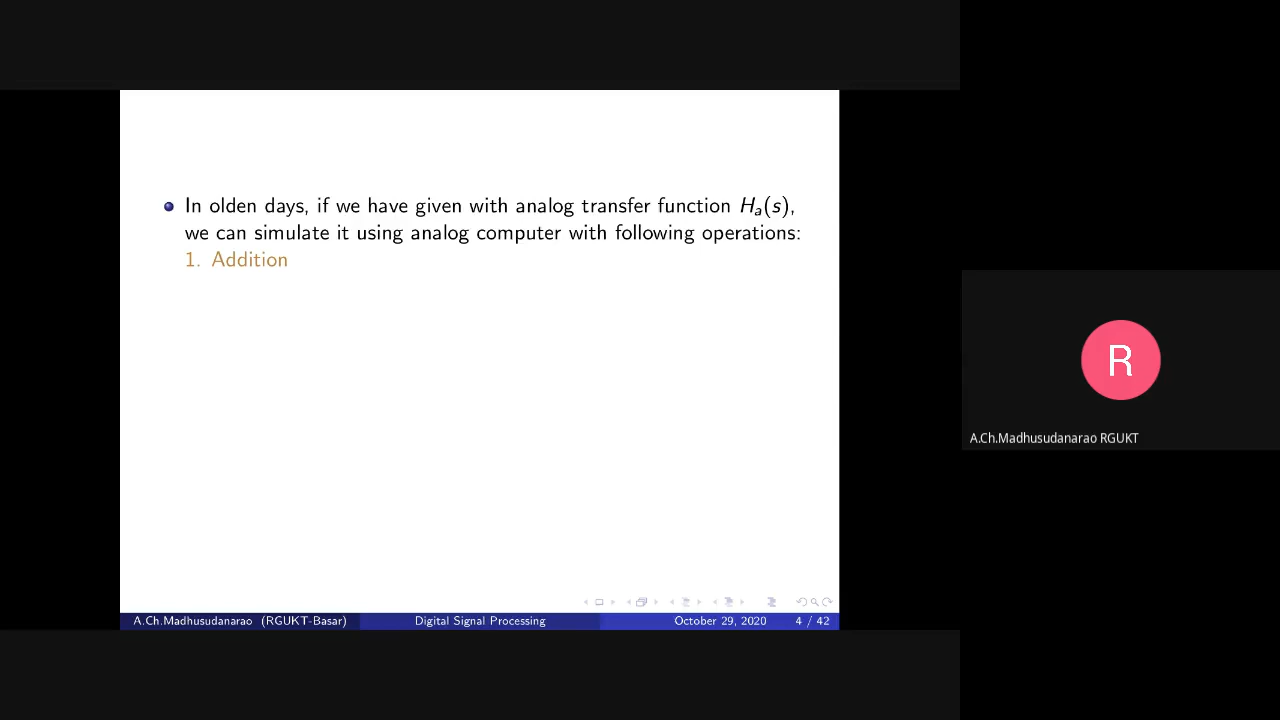 In olden days, if we have given with analog transfer function Hₐ(s),
we can simulate it using analog computer with following operations:
1. Addition
R
A.Ch.Madhusudanarao RGUKT
A.Ch.Madhusudanarao (RGUKT-Basar) Digital Signal Processing October 29, 2020 4 / 42